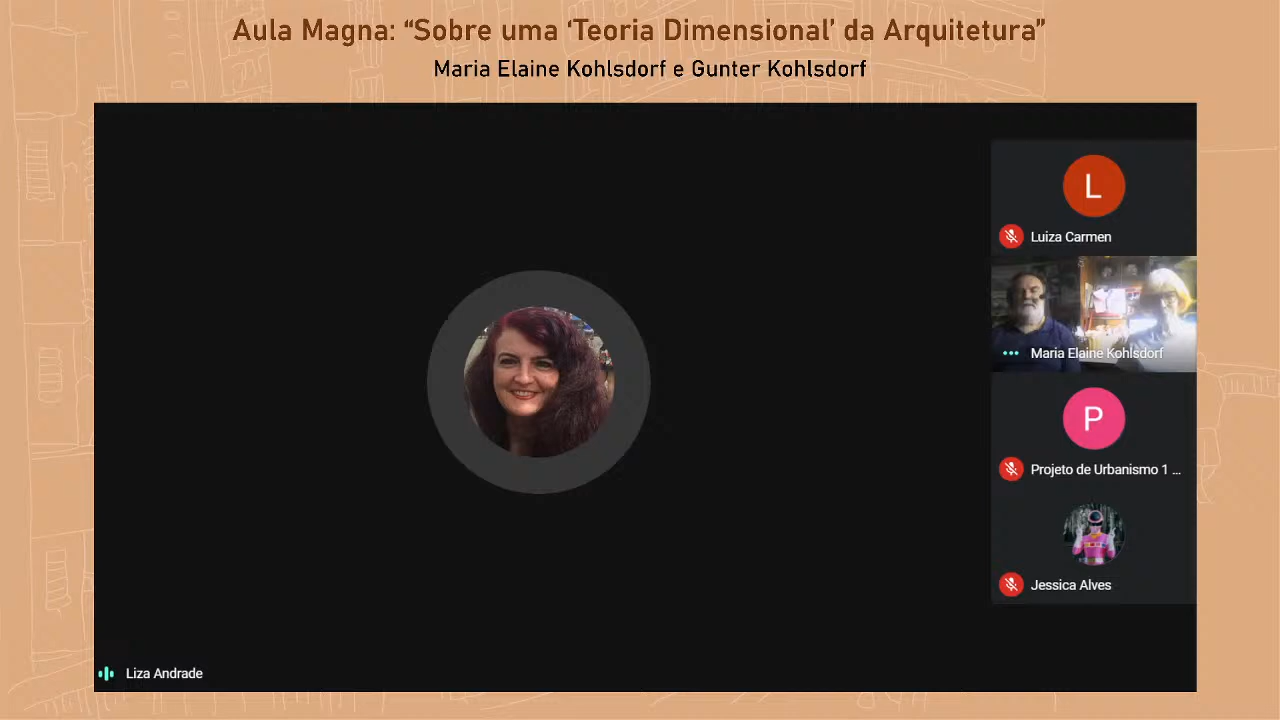 Aula Magna: “Sobre uma ‘Teoria Dimensional’ da Arquitetura”
Maria Elaine Kohlsdorf e Gunter Kohlsdorf
L
Luiza Carmen
Maria Elaine Kohlsdorf
P
Projeto de Urbanismo 1 ...
Jessica Alves
Liza Andrade